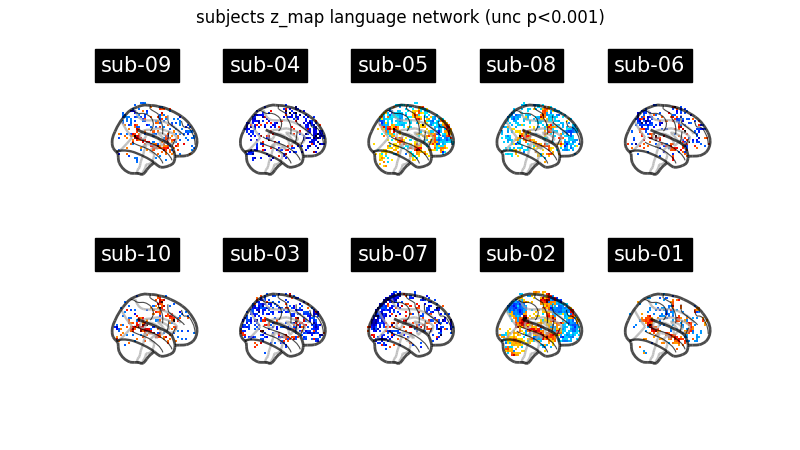 subjects z_map language network (unc p<0.001)
sub-09
sub-04
sub-05
sub-08
sub-06
sub-10
sub-03
sub-07
sub-02
sub-01